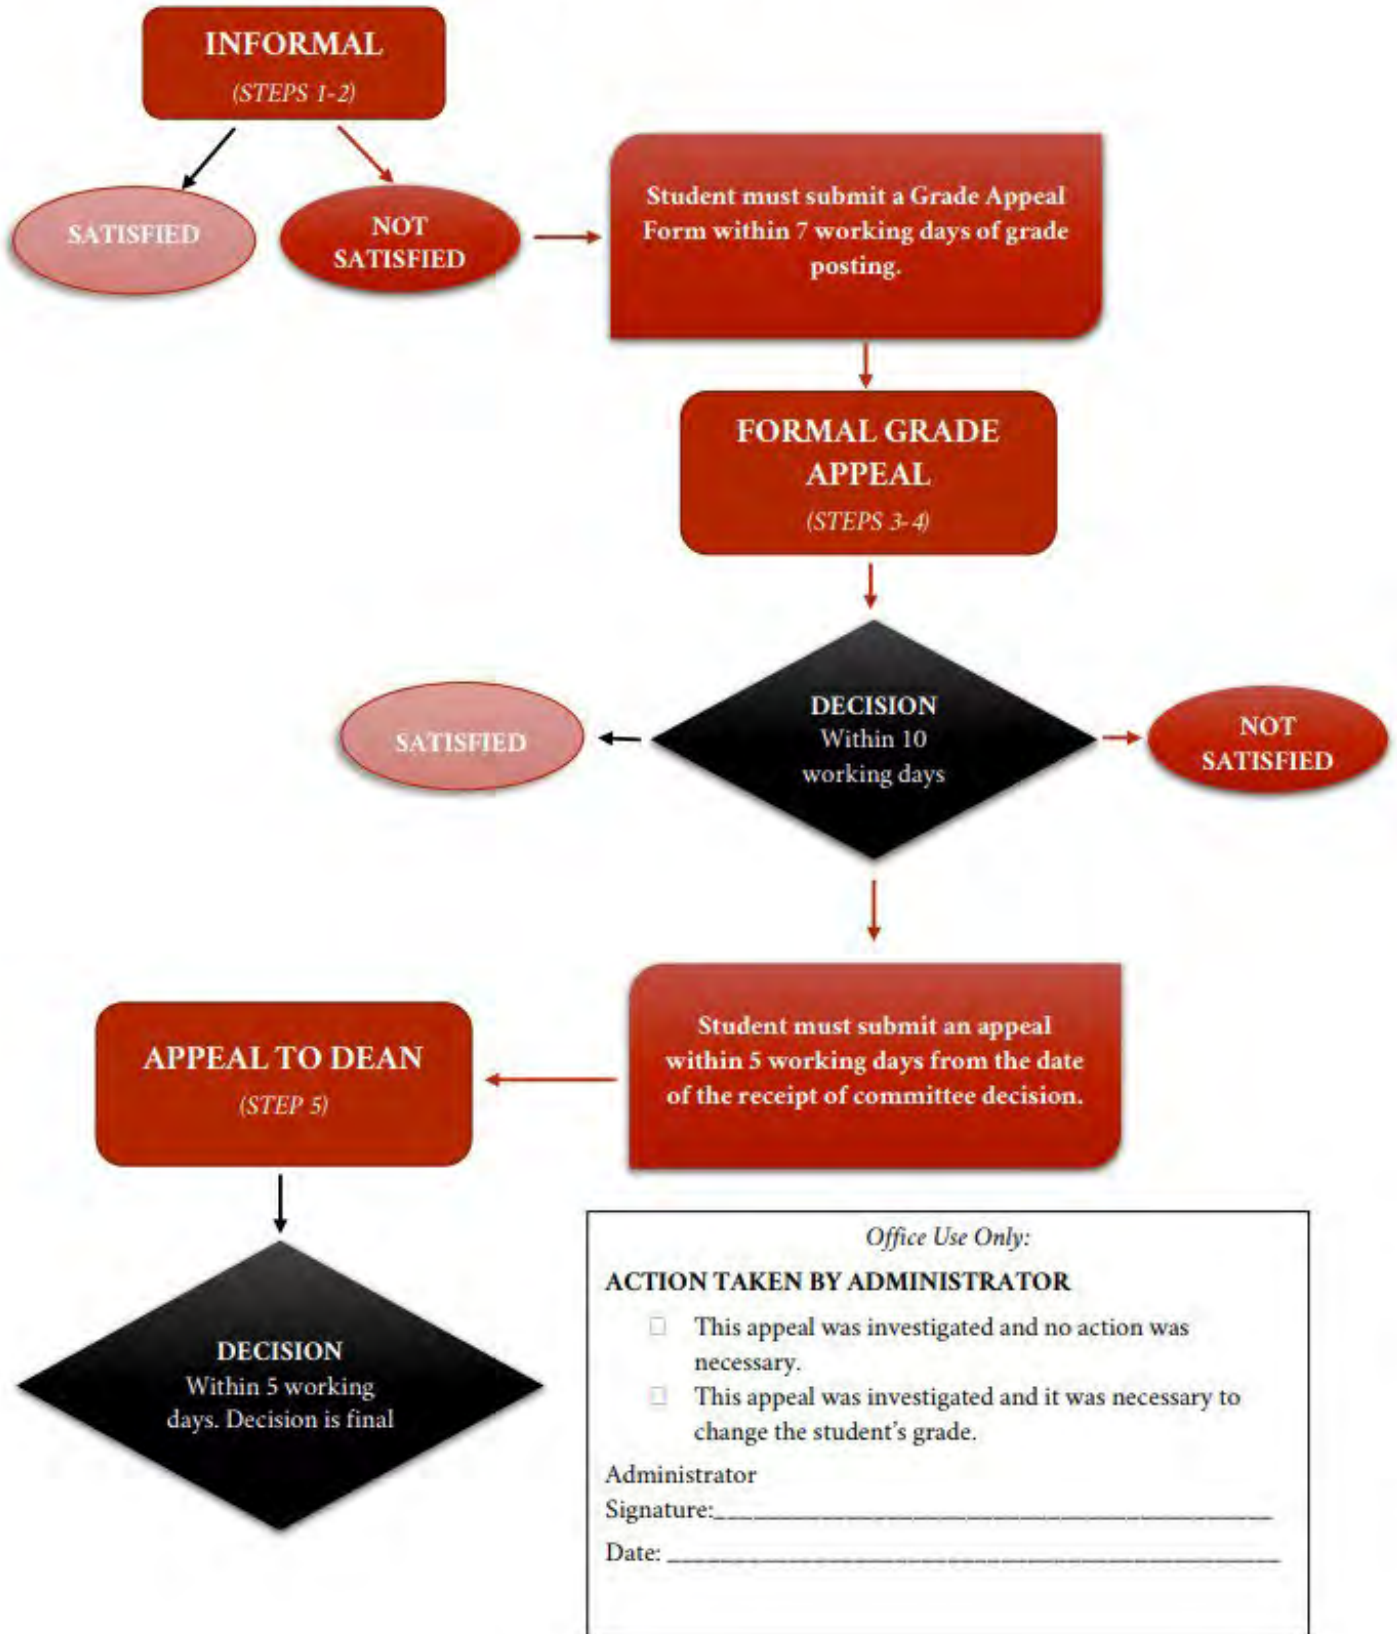 INFORMAL
(STEPS 1-2)
SATISFIED
NOT
SATISFIED
Student must submit a Grade Appeal
Form within 7 working days of grade
posting.
FORMAL GRADE
APPEAL
(STEPS 3-4)
DECISION
Within 10
working days
SATISFIED
NOT
SATISFIED
Student must submit an appeal
within 5 working days from the date
of the receipt of committee decision.
APPEAL TO DEAN
(STEP 5)
DECISION
Within 5 working
days. Decision is final
Office Use Only:
ACTION TAKEN BY ADMINISTRATOR
This appeal was investigated and no action was
necessary.
This appeal was investigated and it was necessary to
change the student's grade.
Administrator
Signature:
Date: